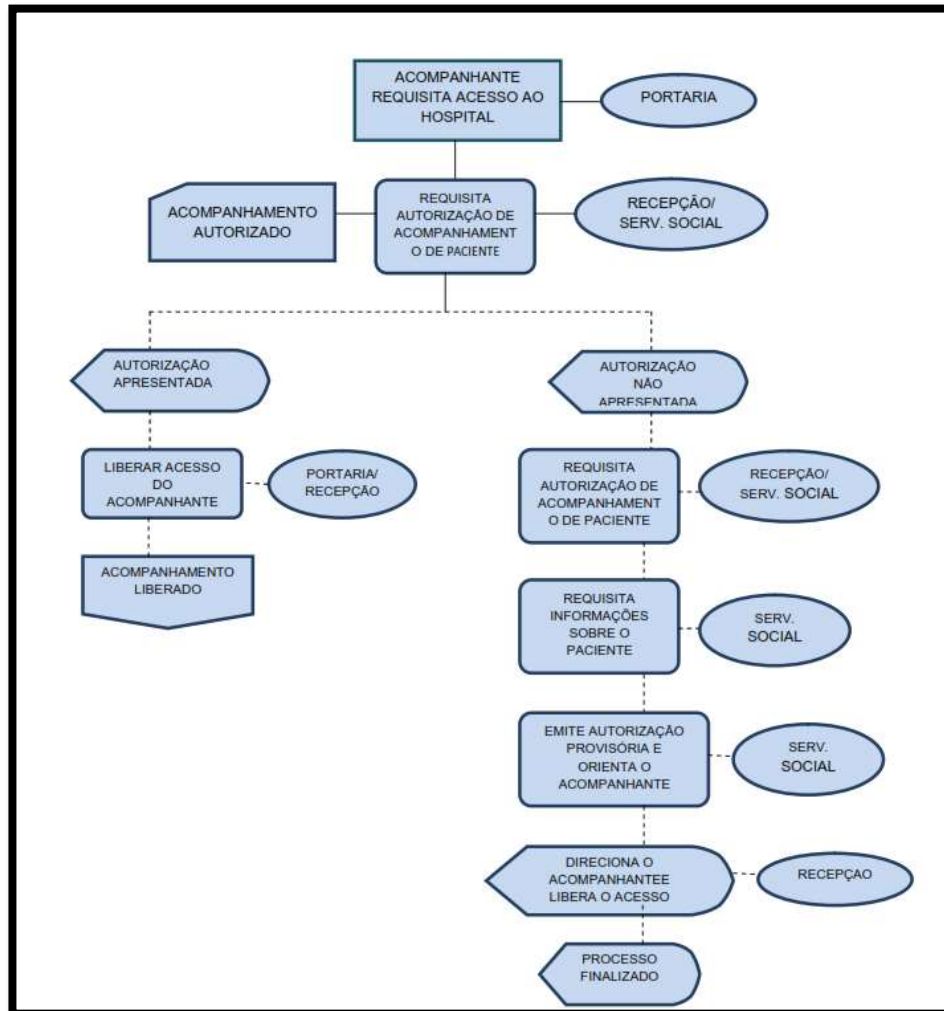 ACOMPANHANTE
REQUISITA ACESSO AO
HOSPITAL
PORTARIA
ACOMPANHAMENTO
AUTORIZADO
REQUISITA
AUTORIZAÇÃO DE
ACOMPANHAMENT
O DE PACIENTE
RECEPÇÃO/
SERV. SOCIAL
AUTORIZAÇÃO
APRESENTADA
AUTORIZAÇÃO
NÃO
APRESENTADA
LIBERAR ACESSO
DO
ACOMPANHANTE
PORTARIA/
RECEPÇÃO
REQUISITA
AUTORIZAÇÃO DE
ACOMPANHAMENT
O DE PACIENTE
RECEPÇÃO/
SERV. SOCIAL
ACOMPANHAMENTO
LIBERADO
REQUISITA
INFORMAÇÕES
SOBRE O
PACIENTE
SERV.
SOCIAL
EMITE AUTORIZAÇÃO
PROVISÓRIA E
ORIENTA O
ACOMPANHANTE
SERV.
SOCIAL
DIRECIONA O
ACOMPANHANTEE
LIBERA O ACESSO
RECEPÇAO
PROCESSO
FINALIZADO